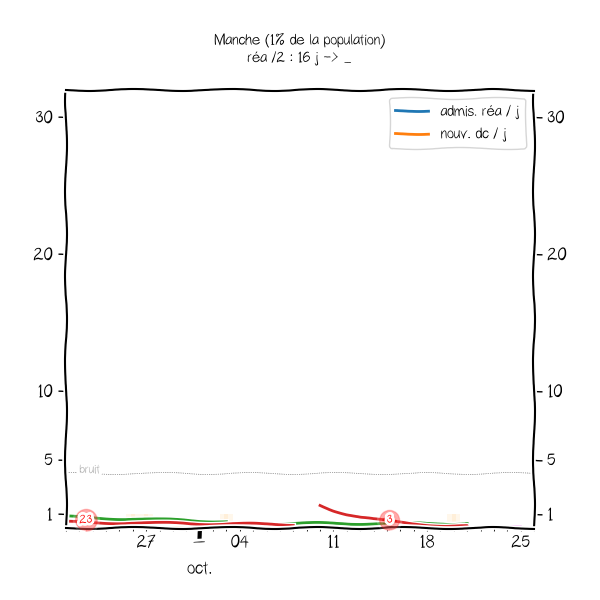 Manche (1% de la population)
réa /2 : 16 j -> _
admis. réa / j
nouv. dc / j
30 30
20 20
10 10
5 5
bruit
1 1
23 3
27 1 04 11 18 25
oct.